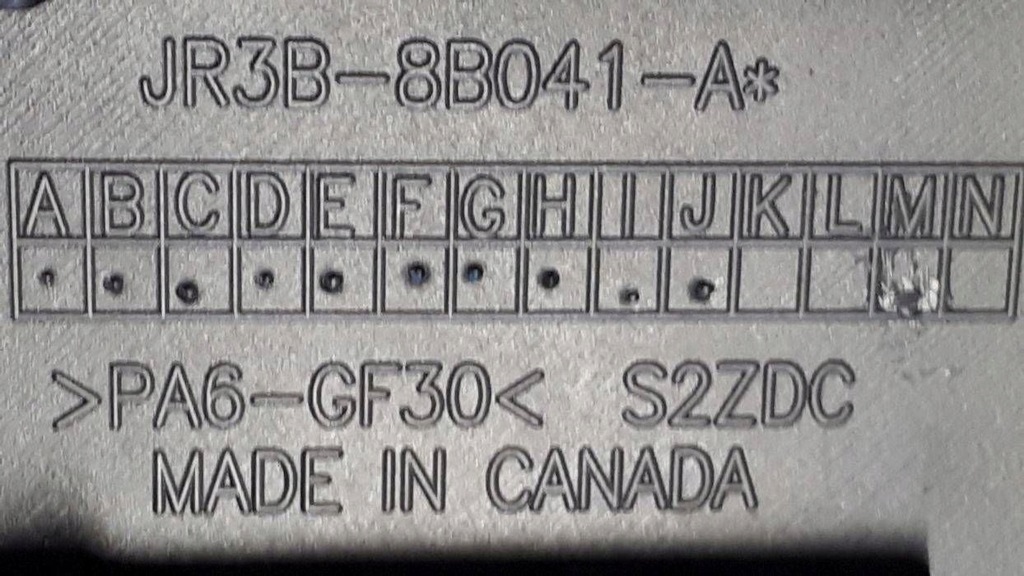 JR3B-8B041-A*
A B C D E F G H I J K L M N
>PA6-GF30< S2ZDC
MADE IN CANADA